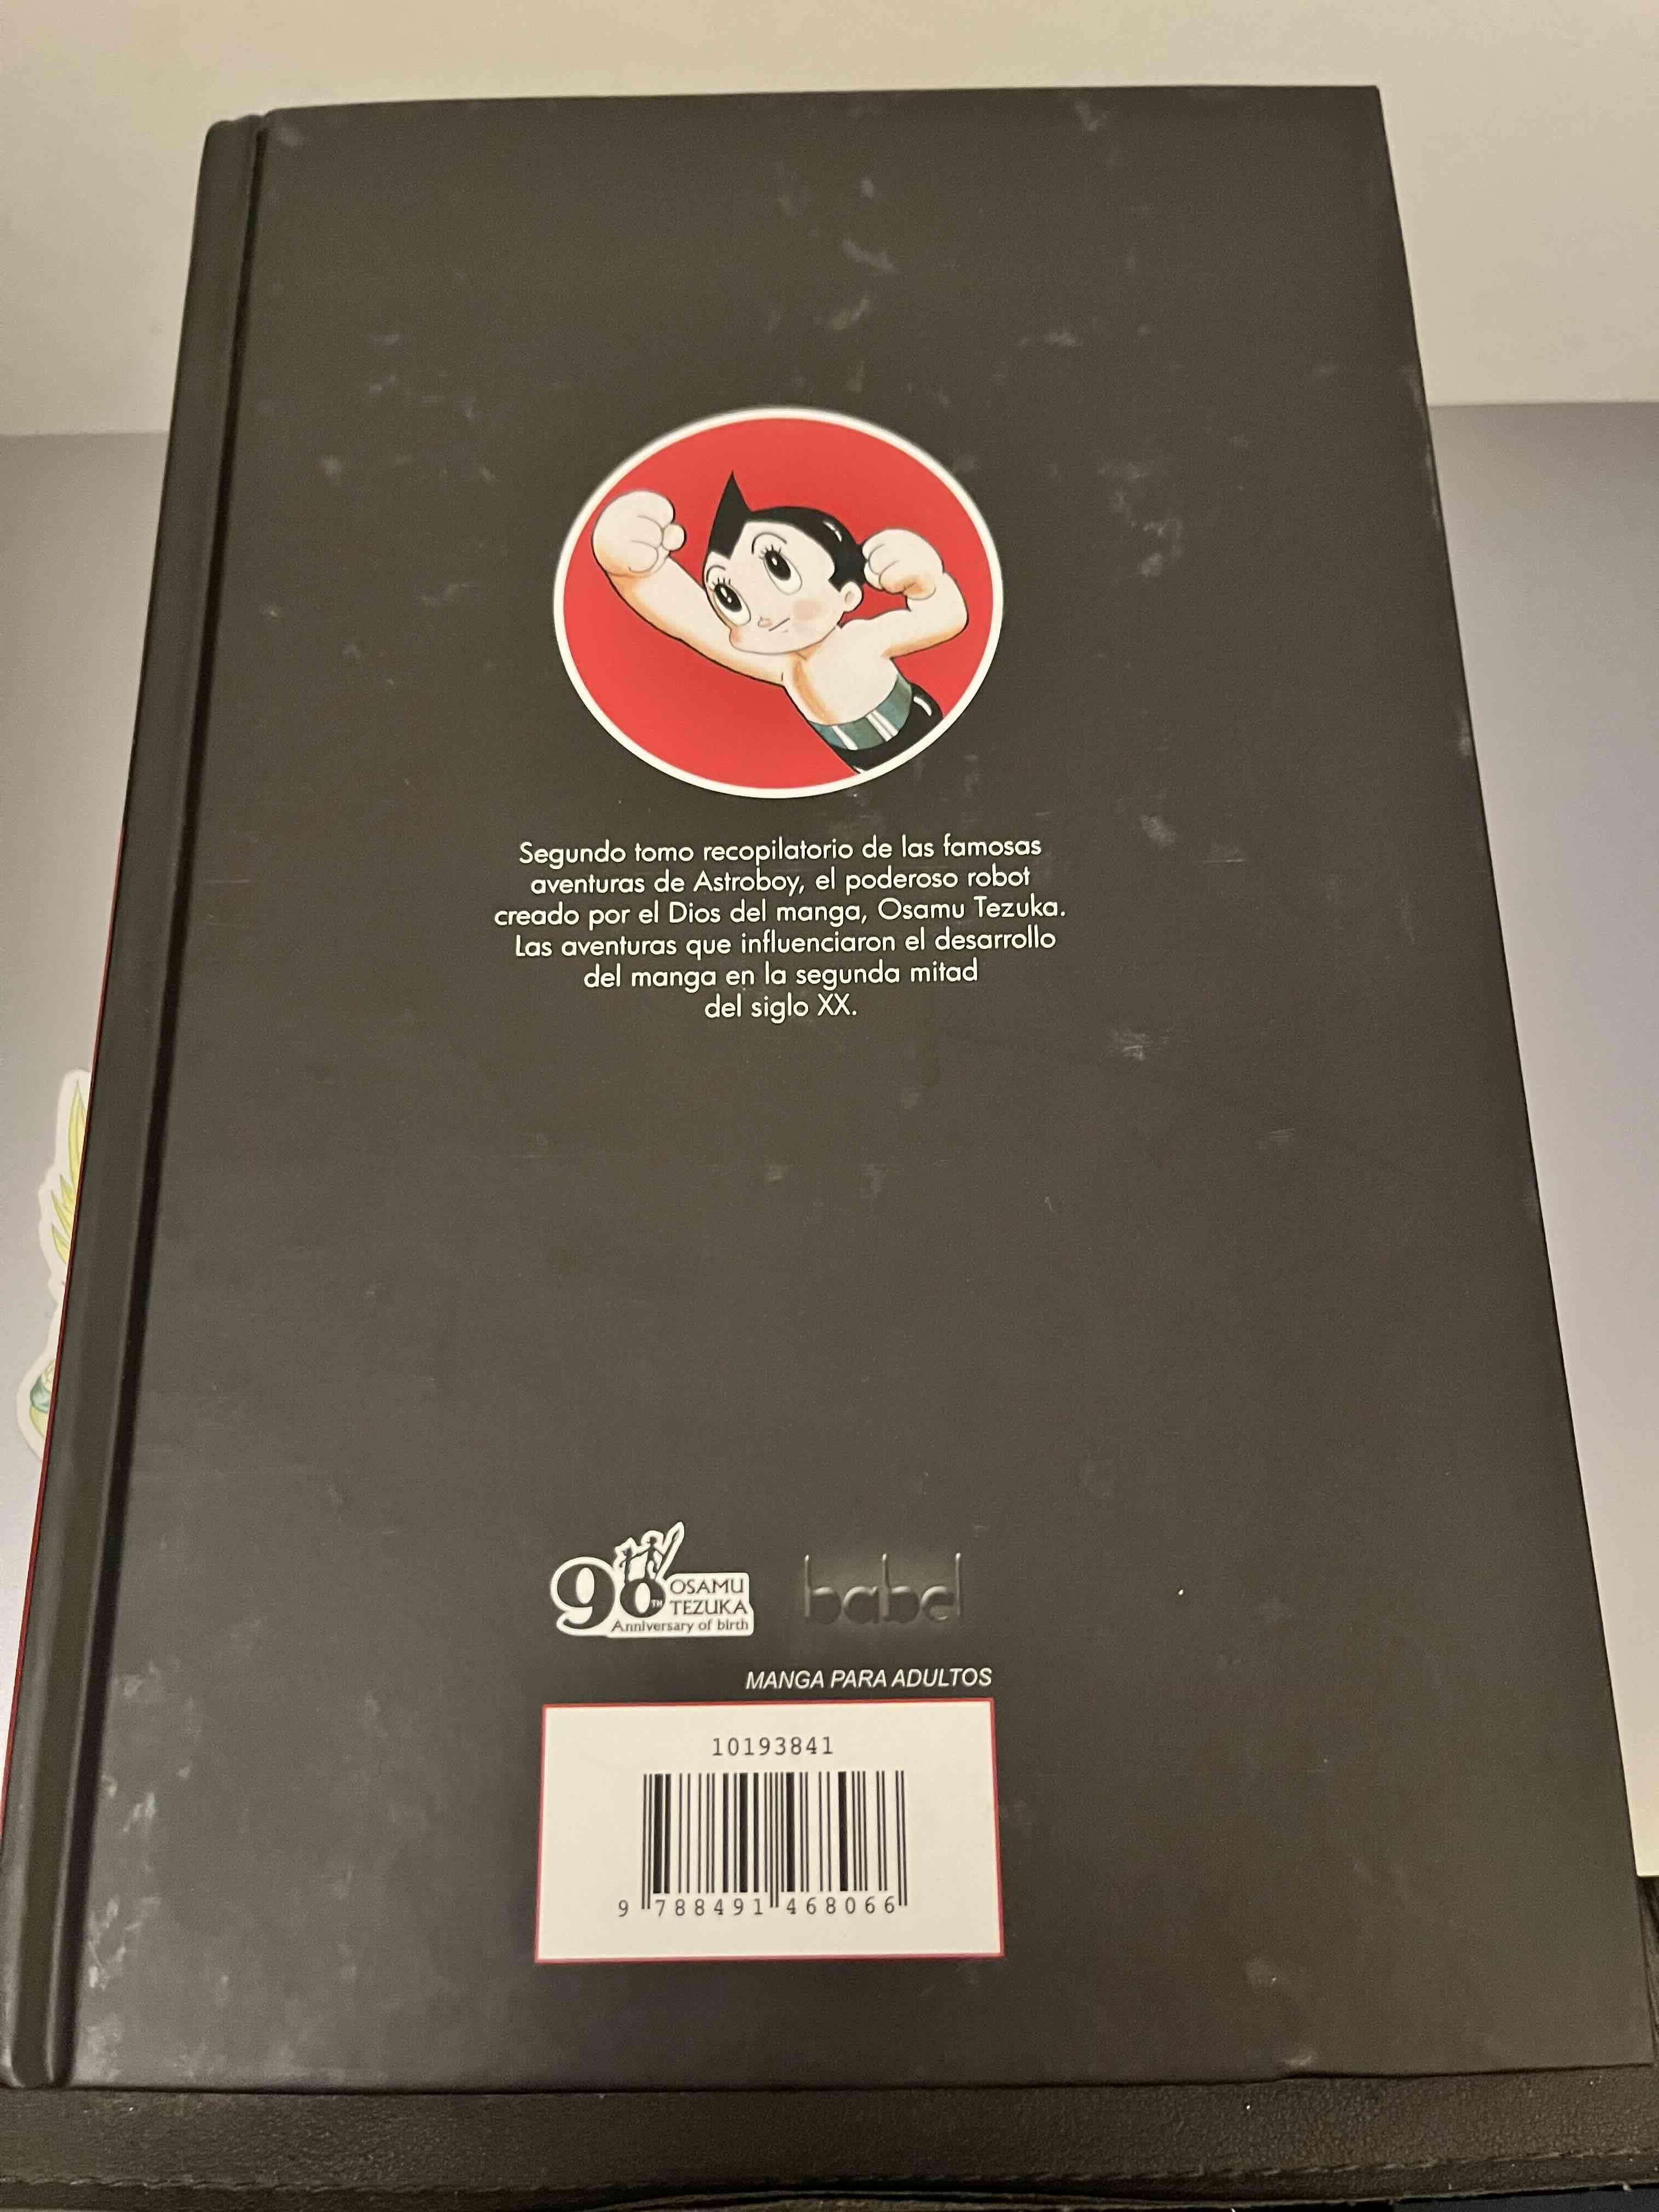 Segundo tomo recopilatorio de las famosas
aventuras de Astroboy, el poderoso robot
creado por el Dios del manga, Osamu Tezuka.
Las aventuras que influenciaron el desarrollo
del manga en la segunda mitad
del siglo XX.
90TH OSAMU
TEZUKA
Anniversary of birth
babel
MANGA PARA ADULTOS
10193841
9 788491 468066